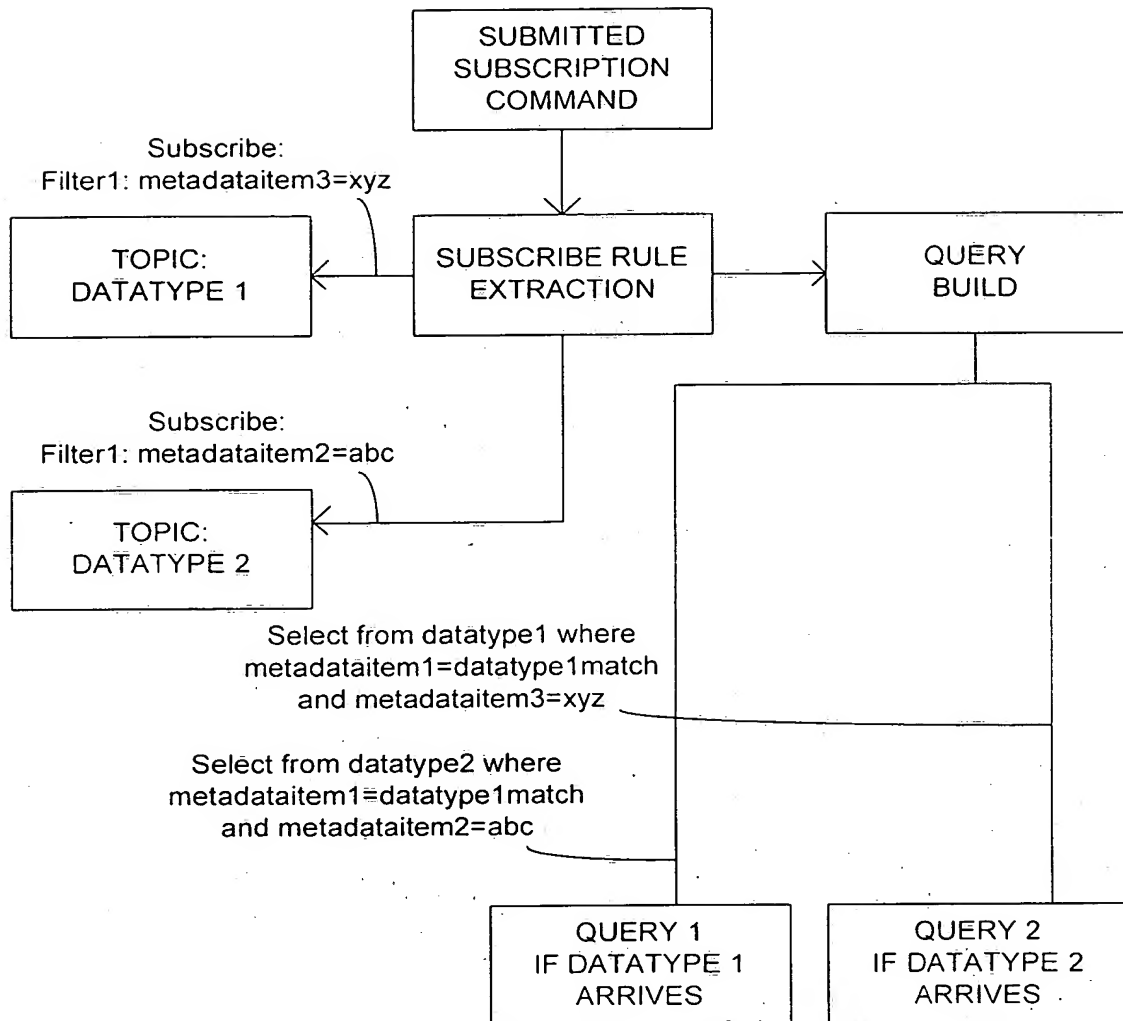 SUBMITTED
SUBSCRIPTION
COMMAND
Subscribe:
Filter1: metadataitem3=xyz
TOPIC:
DATATYPE 1
SUBSCRIBE RULE
EXTRACTION
QUERY
BUILD
Subscribe:
Filter1: metadataitem2=abc
TOPIC:
DATATYPE 2
Select from datatype1 where
metadataitem1=datatype1match
and metadataitem3=xyz
Select from datatype2 where
metadataitem1=datatype1match
and metadataitem2=abc
QUERY 1
IF DATATYPE 1
ARRIVES
QUERY 2
IF DATATYPE 2
ARRIVES